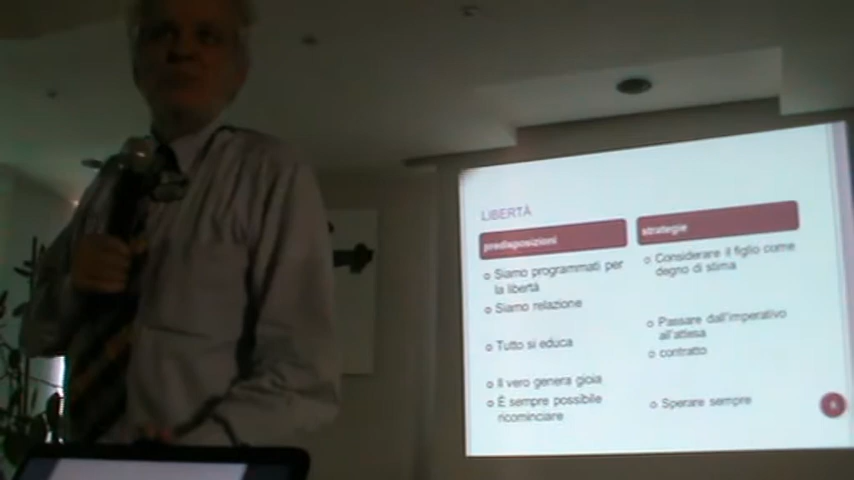 LIBERTÀ
predisposizioni
Siamo programmati per
la libertà
Siamo relazione
Tutto si educa
Il vero genera gioia
È sempre possibile
ricominciare
strategie
Considerare il figlio come
degno di stima
Passare dall'imperativo
all'attesa
contratto
Sperare sempre